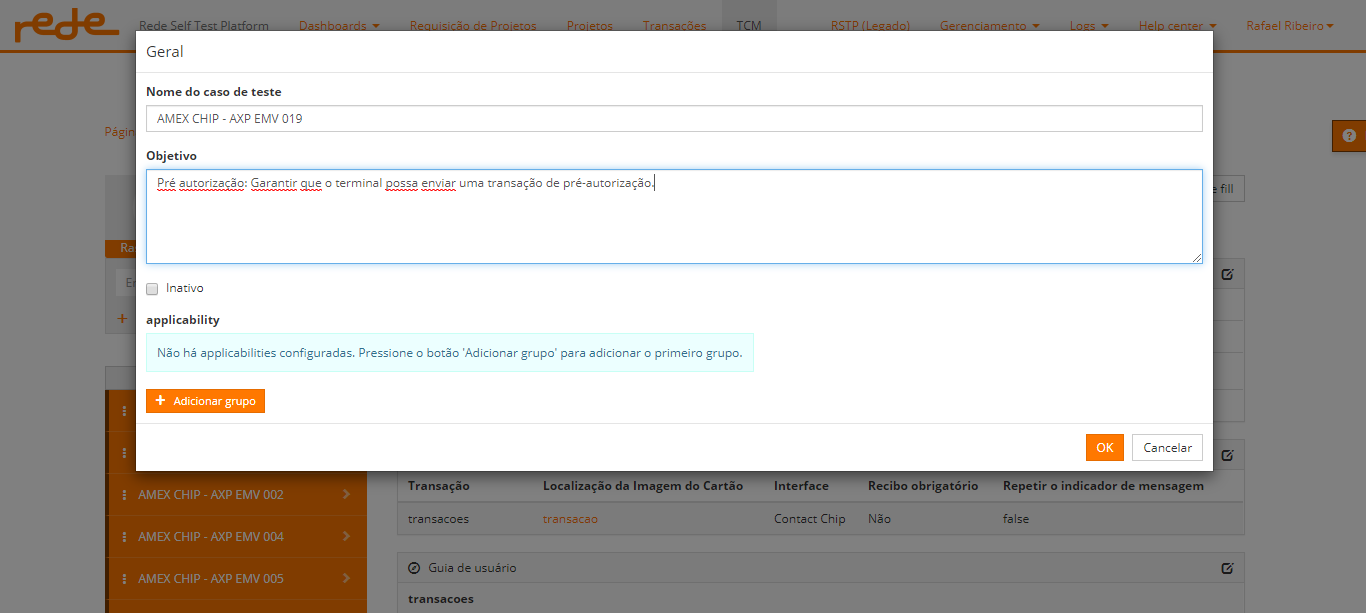 rede Rede Self Test Platform Dashboards Requisição de Projetos Projetos Transações TCM RSTP (Legado) Gerenciamento Logs Help center Rafael Ribeiro
Geral
Nome do caso de teste
AMEX CHIP - AXP EMV 019
Págin
Objetivo
Pré autorização: Garantir que o terminal possa enviar uma transação de pré-autorização.
e fill
Ra
En
Inativo
applicability
Não há applicabilities configuradas. Pressione o botão 'Adicionar grupo' para adicionar o primeiro grupo.
+ Adicionar grupo
OK Cancelar
Transação Localização da Imagem do Cartão Interface Recibo obrigatório Repetir o indicador de mensagem
AMEX CHIP - AXP EMV 002
transacoes transacao Contact Chip Não false
AMEX CHIP - AXP EMV 004
Guia de usuário
AMEX CHIP - AXP EMV 005
transacoes